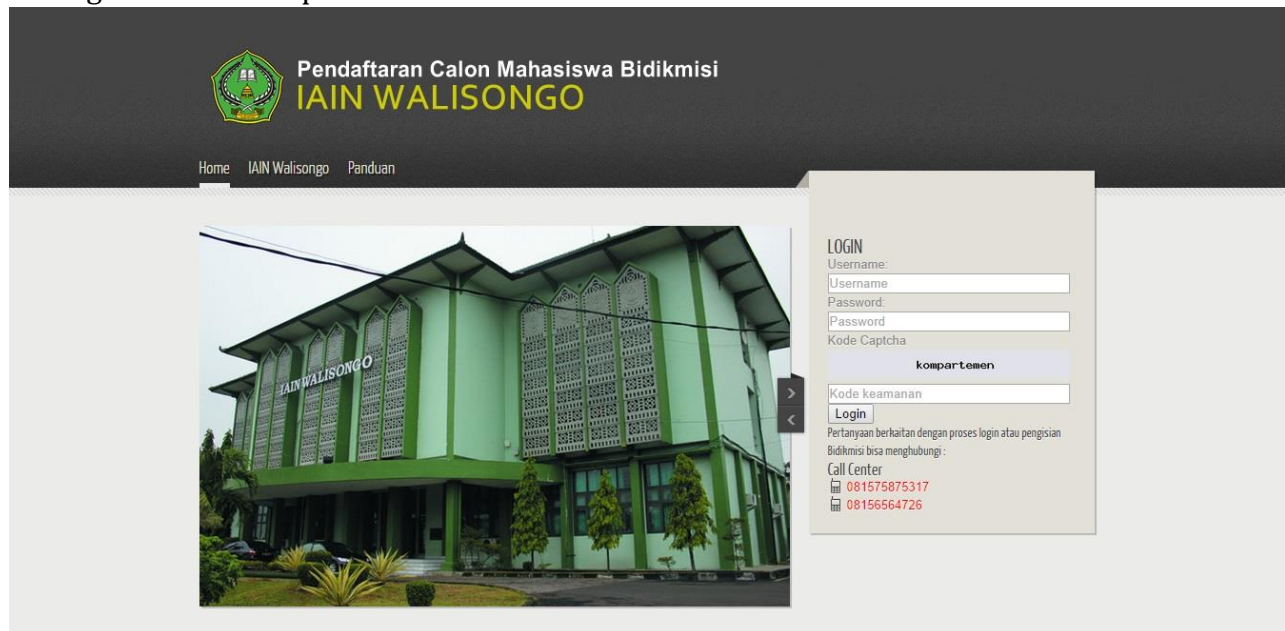 Pendaftaran Calon Mahasiswa Bidikmisi
IAIN WALISONGO
Home IAIN Walisongo Panduan
IAIN WALISONGO
LOGIN
Username:
Username
Password:
Password
Kode Captcha
kompartemen
Kode keamanan
Login
Pertanyaan berkaitan dengan proses login atau pengisian
Bidikmisi bisa menghubungi :
Call Center
081575875317
08156564726